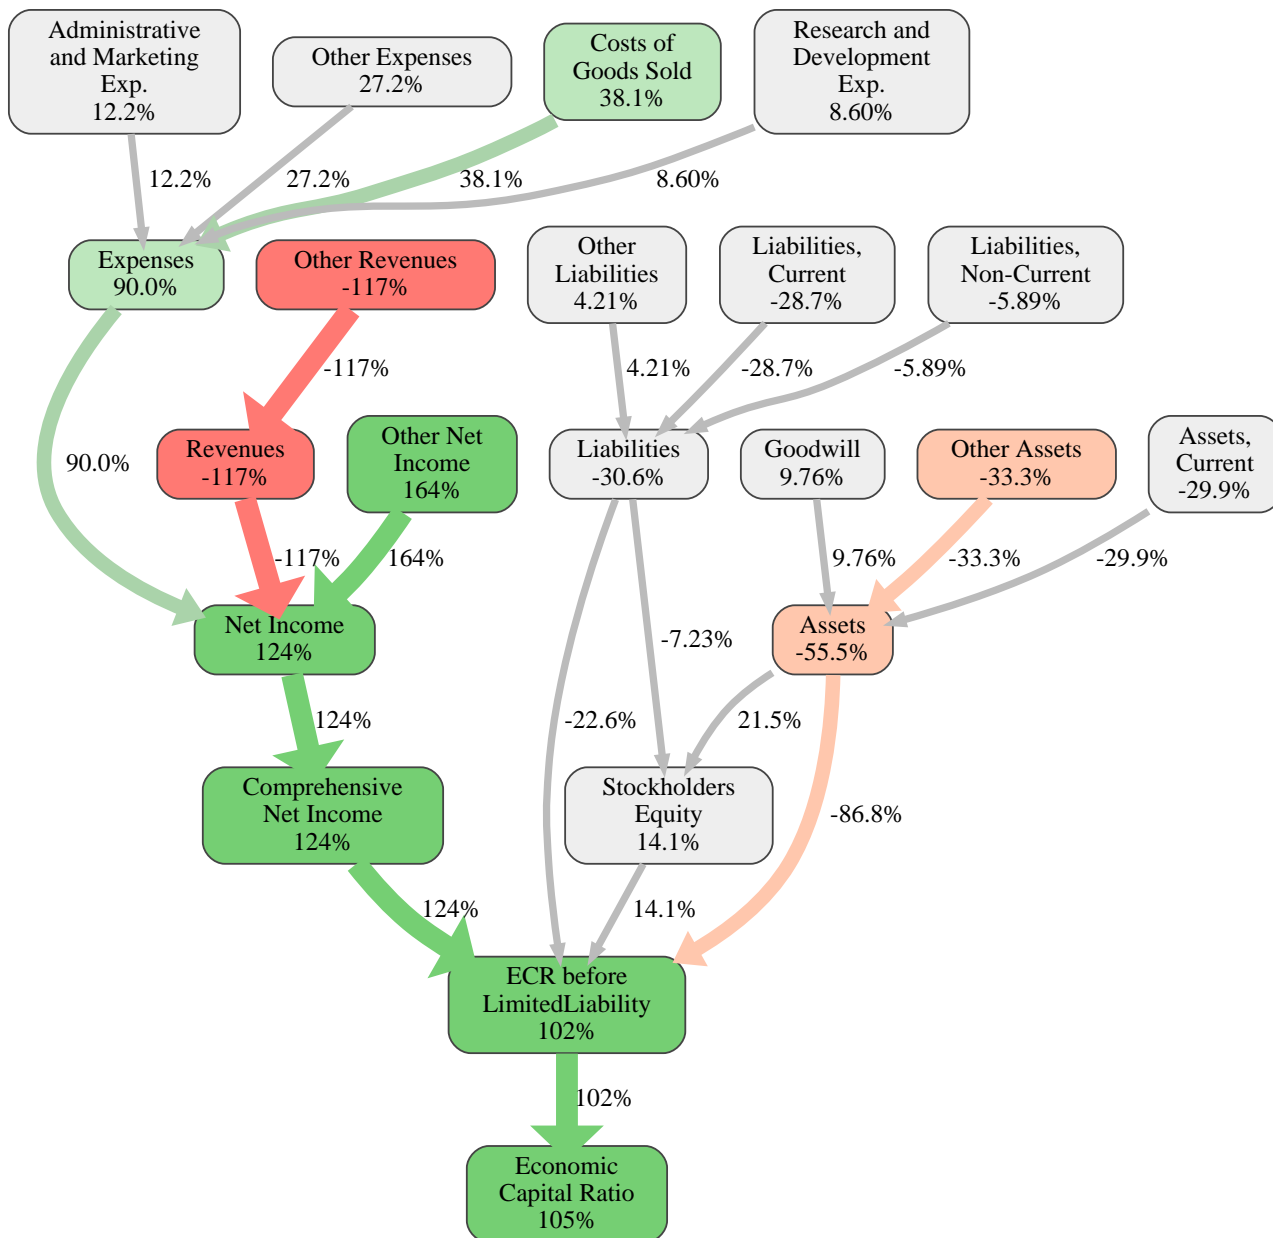 Administrative
and Marketing
Exp.
12.2%
Other Expenses
27.2%
Costs of
Goods Sold
38.1%
Research and
Development
Exp.
8.60%
12.2%
27.2%
38.1%
8.60%
Expenses
90.0%
Other Revenues
-117%
Other
Liabilities
4.21%
Liabilities,
Current
-28.7%
Liabilities,
Non-Current
-5.89%
-117%
4.21%
-28.7%
-5.89%
90.0%
Revenues
-117%
Other Net
Income
164%
Liabilities
-30.6%
Goodwill
9.76%
Other Assets
-33.3%
Assets,
Current
-29.9%
-117%
164%
9.76%
-33.3%
-29.9%
Net Income
124%
-7.23%
Assets
-55.5%
124%
-22.6%
21.5%
Comprehensive
Net Income
124%
Stockholders
Equity
14.1%
-86.8%
124%
14.1%
ECR before
LimitedLiability
102%
102%
Economic
Capital Ratio
105%